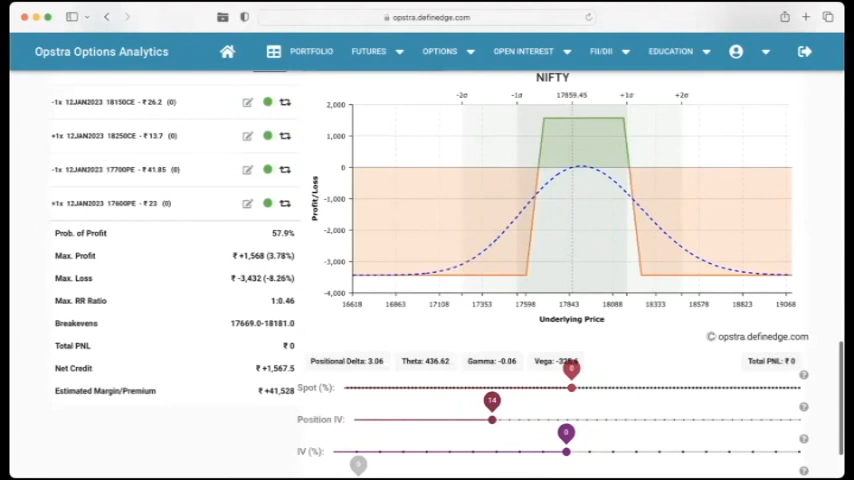 opstra.definedge.com
Opstra Options Analytics
PORTFOLIO
FUTURES
OPTIONS
OPEN INTEREST
FII/DII
EDUCATION
NIFTY
-1x 12JAN2023 18150CE - ₹ 26.2 (0)
+1x 12JAN2023 18250CE - ₹ 13.7 (0)
-1x 12JAN2023 17700PE - ₹ 41.85 (0)
+1x 12JAN2023 17600PE - ₹ 23 (0)
Prob. of Profit 57.9%
Max. Profit ₹ +1,568 (3.78%)
Max. Loss ₹ -3,432 (-8.26%)
Max. RR Ratio 1:0.46
Breakevens 17669.0-18181.0
Total PNL ₹ 0
Net Credit ₹ +1,567.5
Estimated Margin/Premium ₹ +41,528
-2σ -1σ 17859.45 +1σ +2σ
2,000
1,000
0
-1,000
-2,000
-3,000
-4,000
Profit/Loss
16618 16863 17108 17353 17598 17843 18088 18333 18578 18823 19068
Underlying Price
© opstra.definedge.com
Positional Delta: 3.06 Theta: 436.62 Gamma: -0.06 Vega: Total PNL: ₹ 0
0
Spot (%): ?
14
Position IV: ?
0
IV (%): ?
0
?